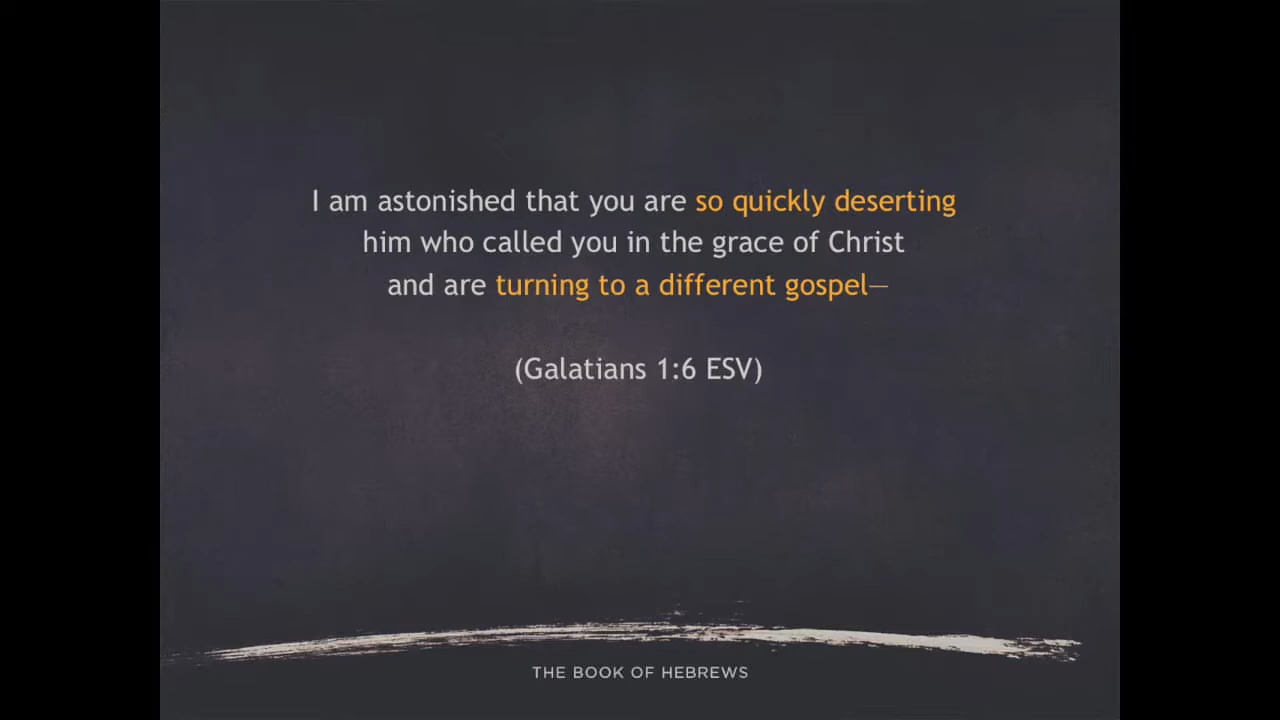 I am astonished that you are so quickly deserting
him who called you in the grace of Christ
and are turning to a different gospel—
(Galatians 1:6 ESV)
THE BOOK OF HEBREWS